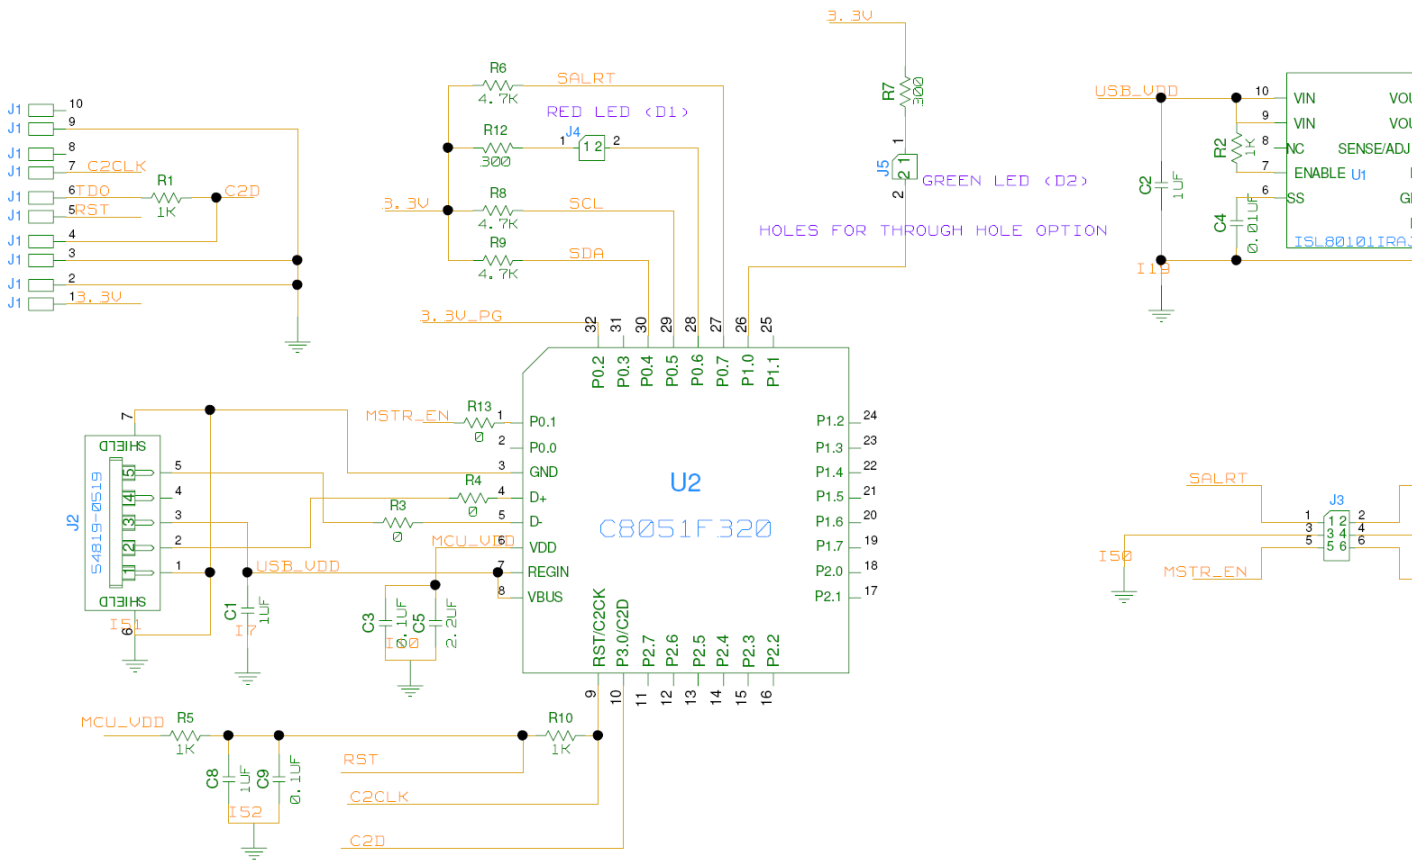 3.3V
R6
SALRT
4.7K
R7
300
RED LED (D1)
USB_VDD
10
VIN
VOU
J1
10
J1
9
R12
300
1
J4
1 2
2
1
9
VIN
VOU
R2
1K
8
NC
SENSE/ADJ
J1
8
J1
7
C2CLK
J5
2 1
2
GREEN LED (D2)
7
ENABLE
U1
C2
1UF
J1
6
TDO
R1
1K
C2D
R8
SCL
4.7K
3.3V
6
SS
G
C4
0.01UF
J1
5
RST
HOLES FOR THROUGH HOLE OPTION
J1
4
R9
SDA
4.7K
ISL80101IRAJ
J1
3
I19
J1
2
J1
1
3.3V
3.3V_PG
32
31
30
29
28
27
26
25
P0.2
P0.3
P0.4
P0.5
P0.6
P0.7
P1.0
P1.1
MSTR_EN
R13
0
1
P0.1
P1.2
24
7
SHIELD
2
P0.0
P1.3
23
J2
54819-0519
5
5
3
GND
U2
P1.4
22
SALRT
4
4
R4
0
4
D+
P1.5
21
J3
3
3
R3
0
5
D-
C8051F320
P1.6
20
1
1 2
2
3
3 4
4
5
5 6
6
2
2
MCU_VDD
6
VDD
P1.7
19
I50
1
1
USB_VDD
7
REGIN
P2.0
18
MSTR_EN
8
VBUS
P2.1
17
SHIELD
6
I51
C1
1UF
I7
C3
0.1UF
C5
2.2UF
RST/C2CK
P3.0/C2D
P2.7
P2.6
P2.5
P2.4
P2.3
P2.2
9
10
11
12
13
14
15
16
MCU_VDD
R5
1K
R10
1K
RST
C8
1UF
C9
0.1UF
C2CLK
I52
C2D